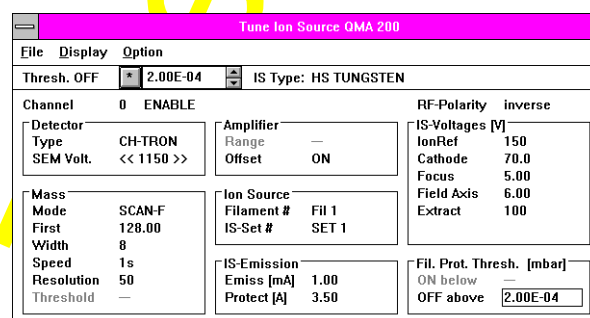 Tune Ion Source QMA 200
File Display Option
Thresh. OFF * 2.00E-04 IS Type: HS TUNGSTEN
Channel 0 ENABLE
RF-Polarity inverse
Detector
Type CH-TRON
SEM Volt. << 1150 >>
Amplifier
Range —
Offset ON
IS-Voltages [V]
IonRef 150
Cathode 70.0
Focus 5.00
Field Axis 6.00
Extract 100
Mass
Mode SCAN-F
First 128.00
Width 8
Speed 1s
Resolution 50
Threshold —
Ion Source
Filament # Fil 1
IS-Set # SET 1
IS-Emission
Emiss [mA] 1.00
Protect [A] 3.50
Fil. Prot. Thresh. [mbar]
ON below —
OFF above 2.00E-04